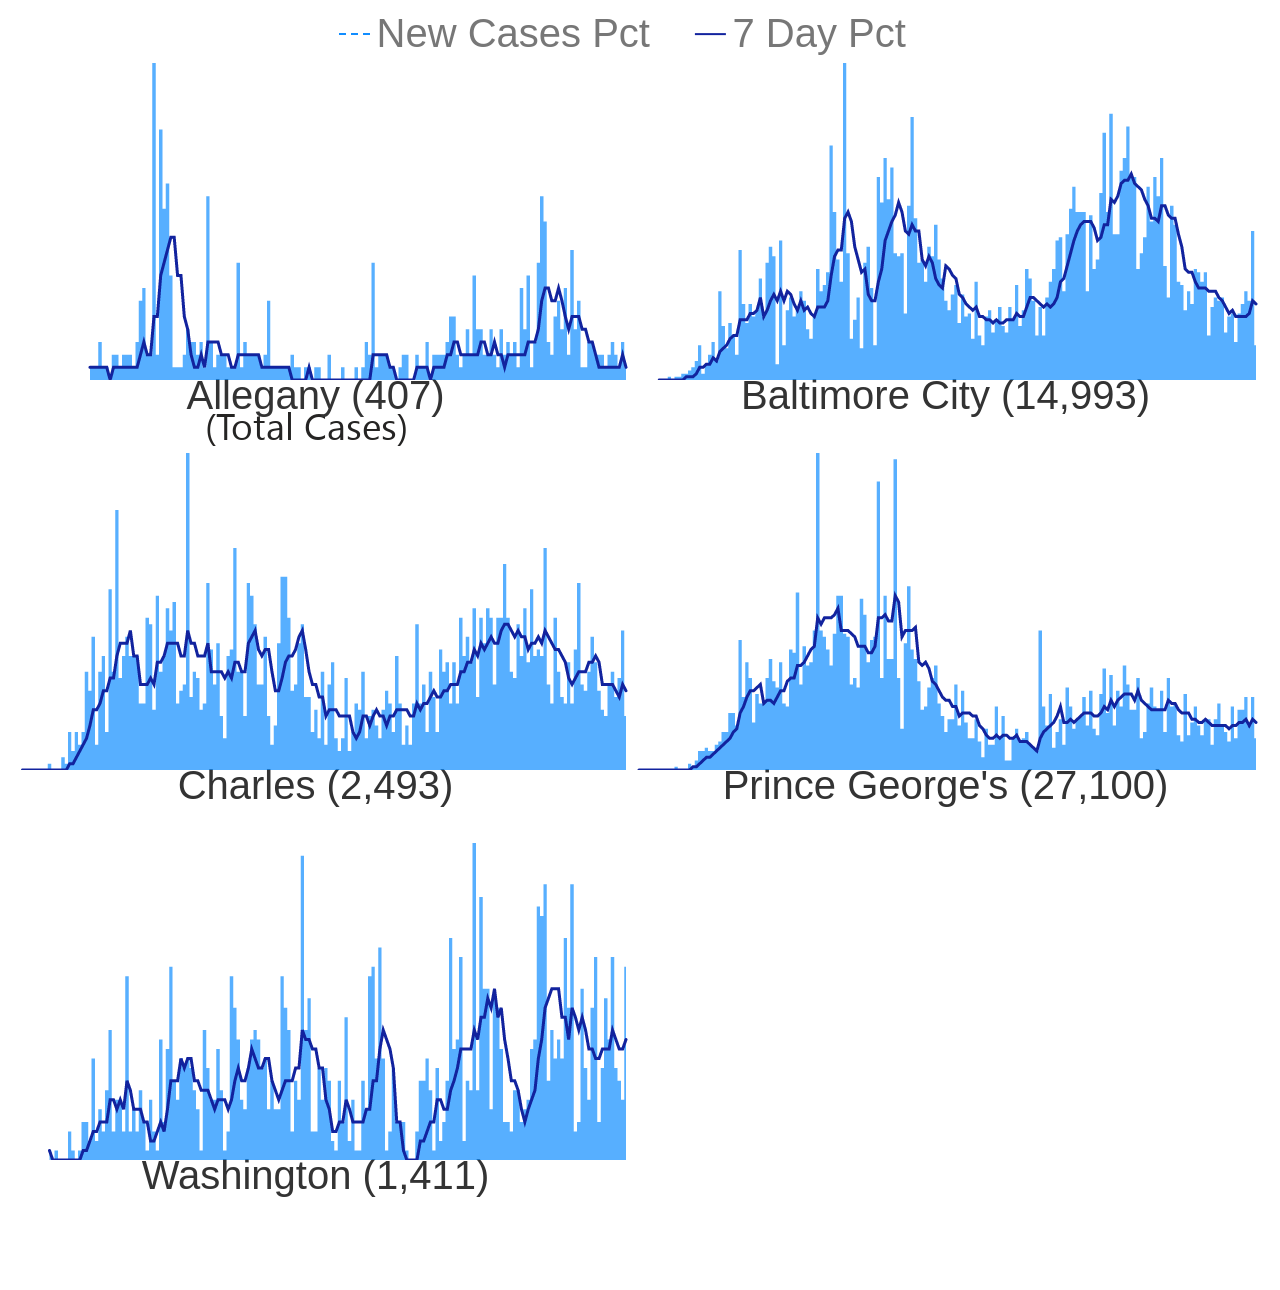 New Cases Pct 7 Day Pct
Allegany (407)
(Total Cases)
Baltimore City (14,993)
Charles (2,493)
Prince George's (27,100)
Washington (1,411)